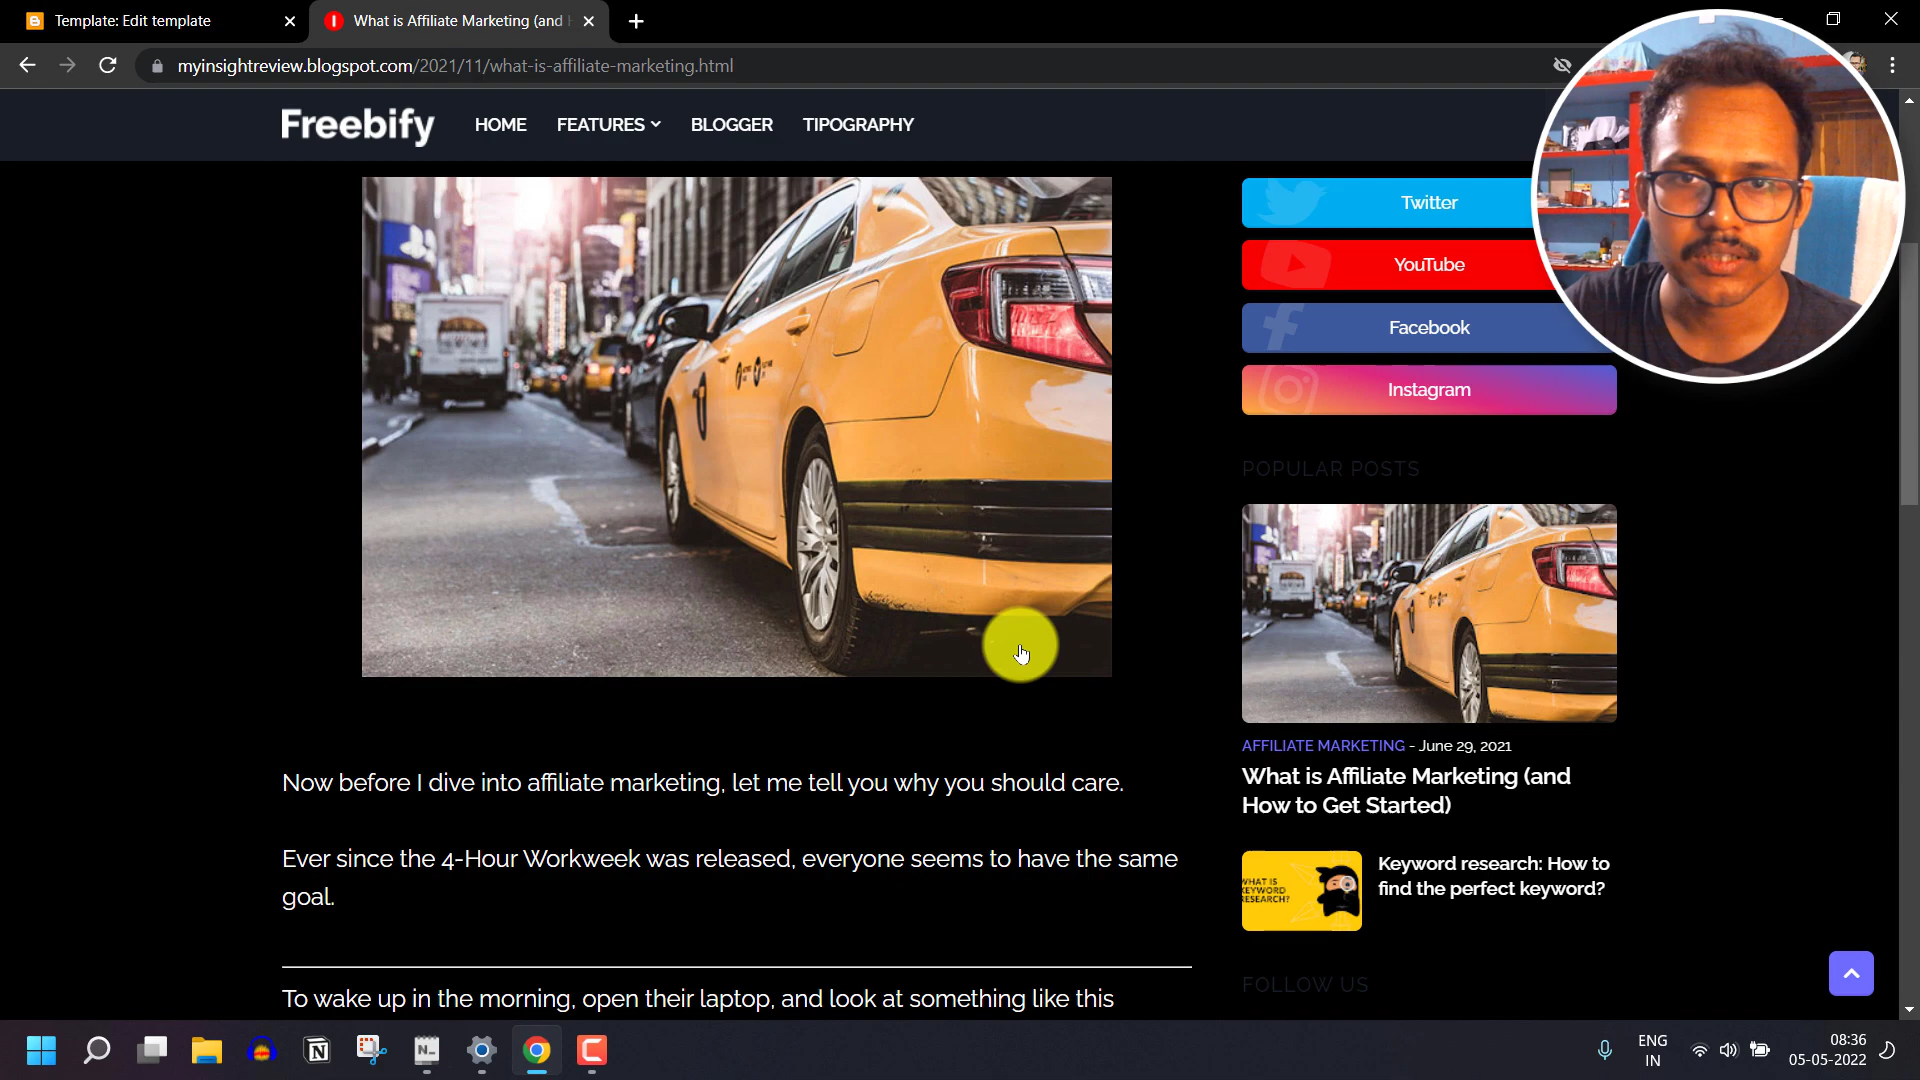 Template: Edit template
What is Affiliate Marketing (and
myinsightreview.blogspot.com/2021/11/what-is-affiliate-marketing.html
Freebify
HOME
FEATURES
BLOGGER
TIPOGRAPHY
Twitter
YouTube
Facebook
Instagram
POPULAR POSTS
AFFILIATE MARKETING - June 29, 2021
What is Affiliate Marketing (and
How to Get Started)
WHAT IS
KEYWORD
RESEARCH?
Keyword research: How to
find the perfect keyword?
FOLLOW US
Now before I dive into affiliate marketing, let me tell you why you should care.
Ever since the 4-Hour Workweek was released, everyone seems to have the same
goal.
To wake up in the morning, open their laptop, and look at something like this
ENG
IN
08:36
05-05-2022